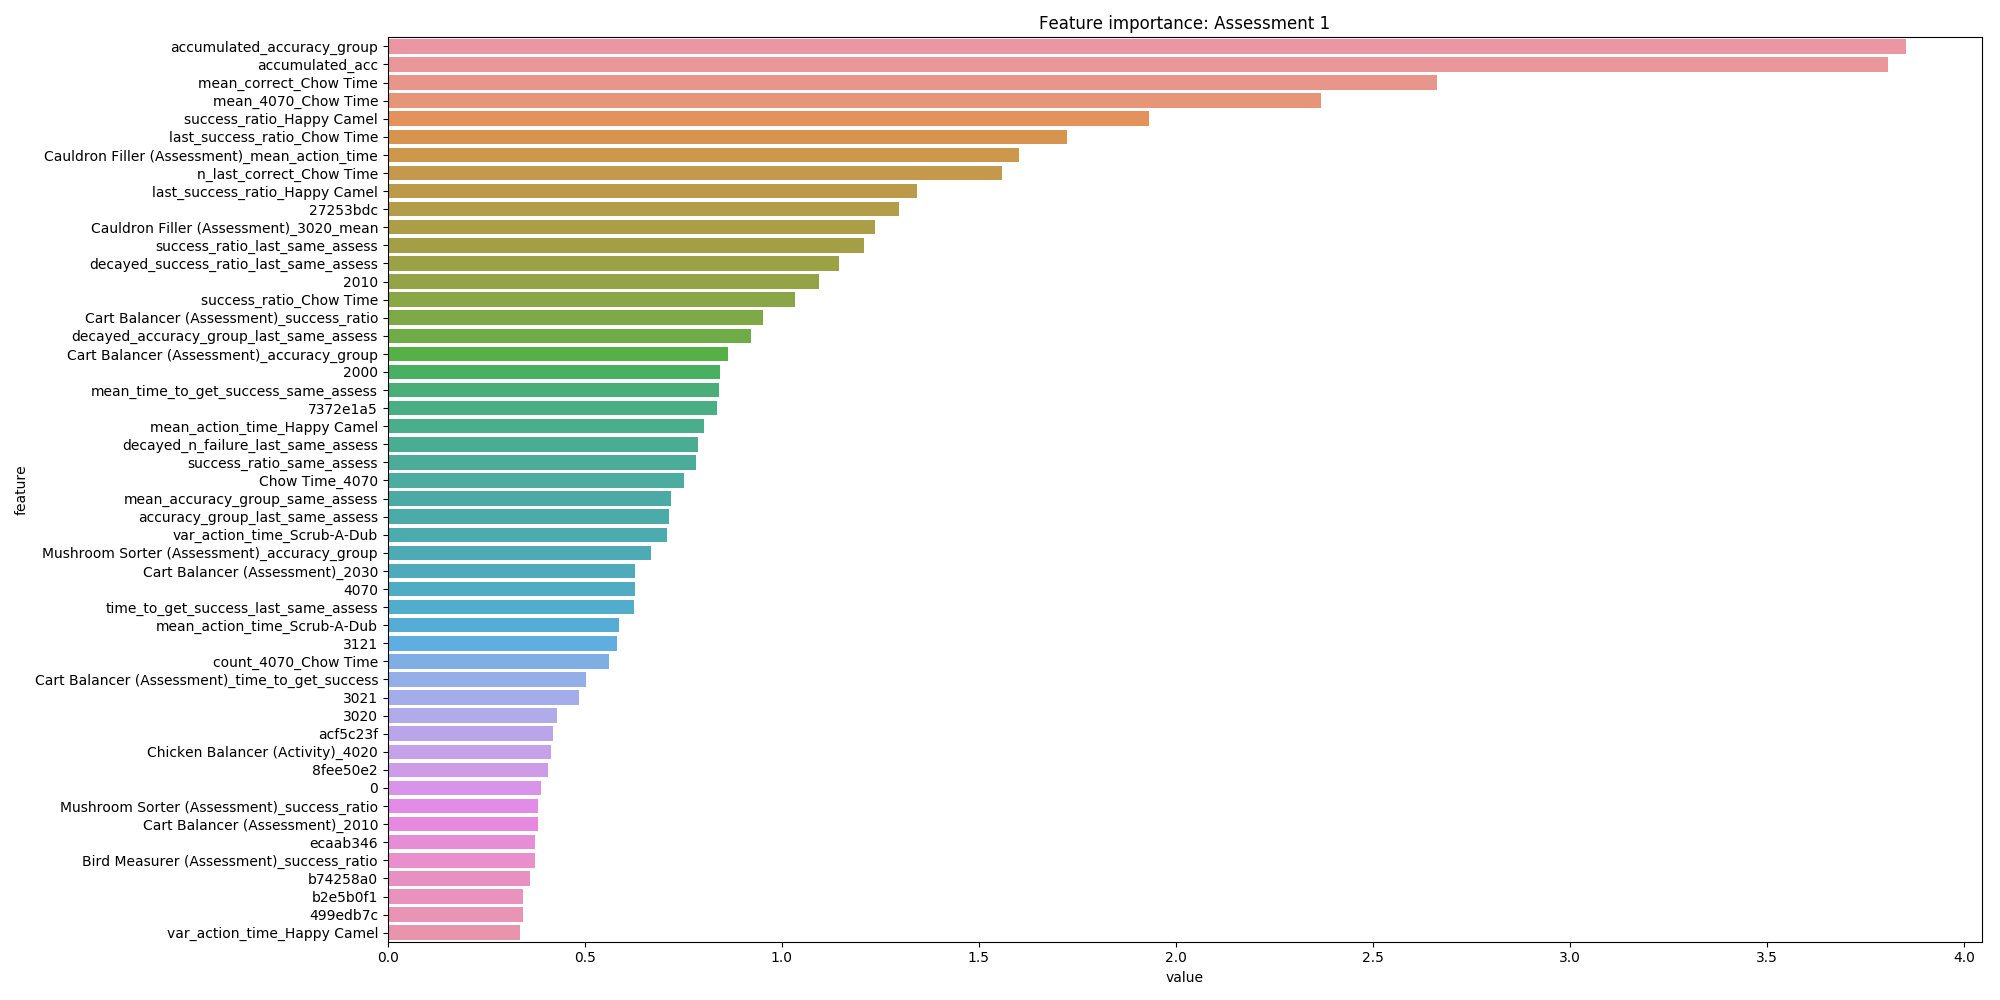 Feature importance: Assessment 1
accumulated_accuracy_group
accumulated_acc
mean_correct_Chow Time
mean_4070_Chow Time
success_ratio_Happy Camel
last_success_ratio_Chow Time
Cauldron Filler (Assessment)_mean_action_time
n_last_correct_Chow Time
last_success_ratio_Happy Camel
27253bdc
Cauldron Filler (Assessment)_3020_mean
success_ratio_last_same_assess
decayed_success_ratio_last_same_assess
2010
success_ratio_Chow Time
Cart Balancer (Assessment)_success_ratio
decayed_accuracy_group_last_same_assess
Cart Balancer (Assessment)_accuracy_group
2000
mean_time_to_get_success_same_assess
7372e1a5
mean_action_time_Happy Camel
decayed_n_failure_last_same_assess
success_ratio_same_assess
Chow Time_4070
mean_accuracy_group_same_assess
accuracy_group_last_same_assess
var_action_time_Scrub-A-Dub
Mushroom Sorter (Assessment)_accuracy_group
Cart Balancer (Assessment)_2030
4070
time_to_get_success_last_same_assess
mean_action_time_Scrub-A-Dub
3121
count_4070_Chow Time
Cart Balancer (Assessment)_time_to_get_success
3021
3020
acf5c23f
Chicken Balancer (Activity)_4020
8fee50e2
0
Mushroom Sorter (Assessment)_success_ratio
Cart Balancer (Assessment)_2010
ecaab346
Bird Measurer (Assessment)_success_ratio
b74258a0
b2e5b0f1
499edb7c
var_action_time_Happy Camel
feature
0.0 0.5 1.0 1.5 2.0 2.5 3.0 3.5 4.0
value